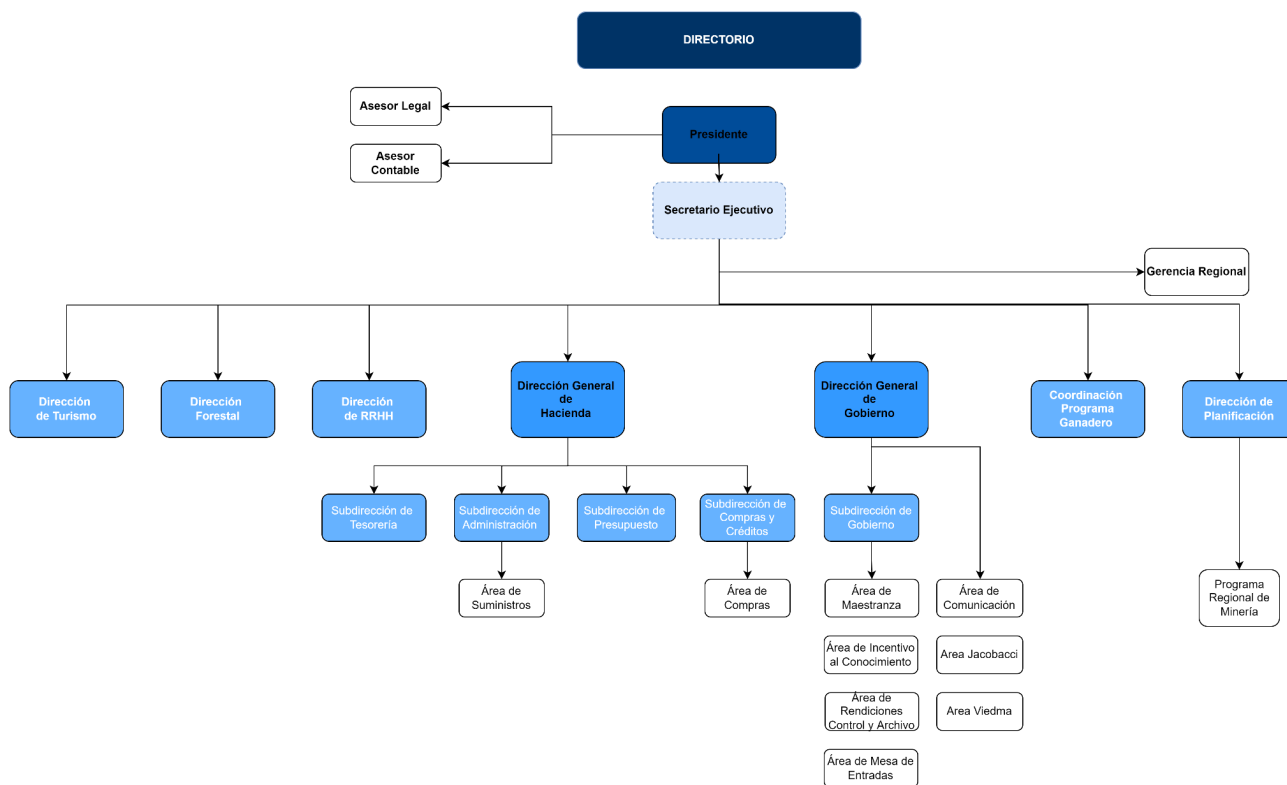 DIRECTORIO
Asesor Legal
Presidente
Asesor
Contable
Secretario Ejecutivo
Gerencia Regional
Dirección
de Turismo
Dirección
Forestal
Dirección
de RRHH
Dirección General
de
Hacienda
Dirección General
de
Gobierno
Coordinación
Programa
Ganadero
Dirección de
Planificación
Subdirección de
Tesorería
Subdirección de
Administración
Subdirección de
Presupuesto
Subdirección de
Compras y
Créditos
Subdirección de
Gobierno
Área de
Suministros
Área de
Compras
Área de
Maestranza
Área de
Comunicación
Programa
Regional de
Minería
Área de Incentivo
al Conocimiento
Area Jacobacci
Área de
Rendiciones
Control y Archivo
Area Viedma
Área de Mesa de
Entradas